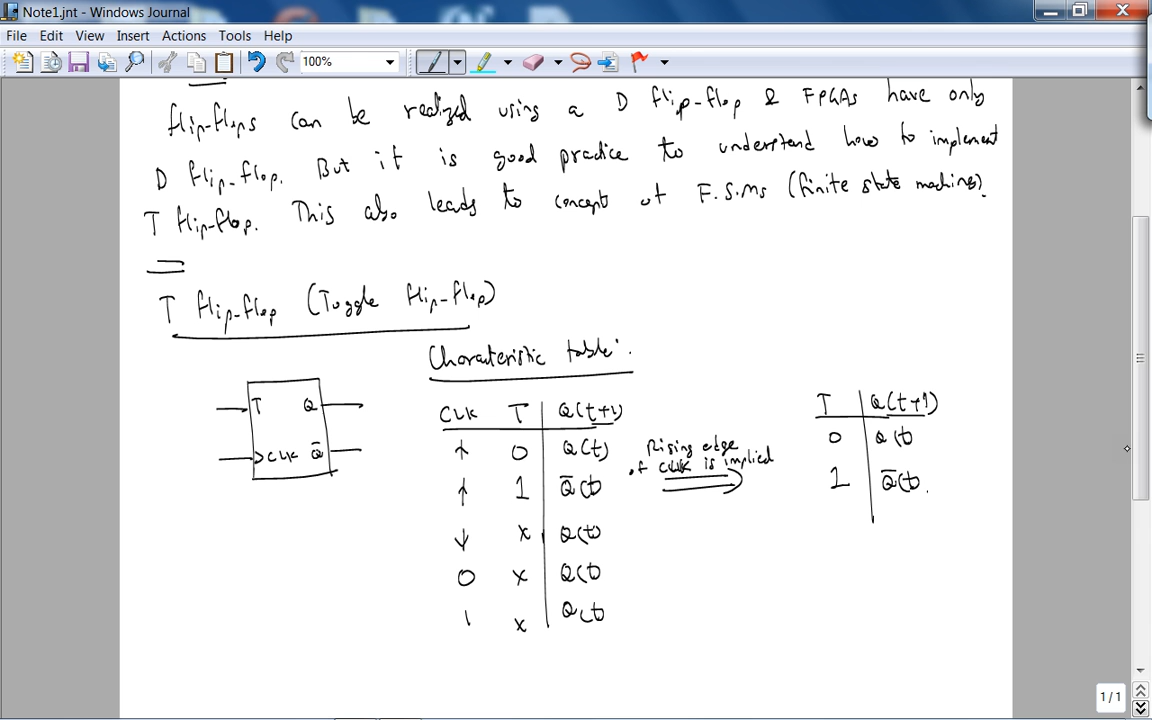 Note1.jnt - Windows Journal
File Edit View Insert Actions Tools Help
100%
flip-flops can be realized using a D flip-flop & FPGAs have only
D flip-flop. But it is good practice to understand how to implement
T flip-flop. This also leads to concept of F.S.Ms (finite state machines).
T flip-flop (Toggle flip-flop)
Charateristic table:
T Q
CLK Q̅
CLK T Q(t+1)
↑ 0 Q(t)
↑ 1 Q̅(t)
↓ x Q(t)
0 x Q(t)
1 x Q(t)
Rising edge
of CLK is implied
T Q(t+1)
0 Q(t)
1 Q̅(t).
1 / 1